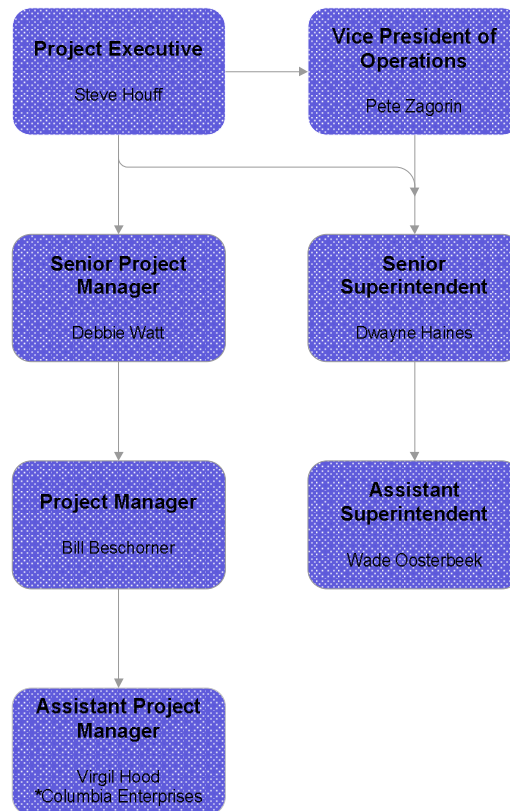 Project Executive
Steve Houff
Vice President of
Operations
Pete Zagorin
Senior Project
Manager
Debbie Watt
Senior
Superintendent
Dwayne Haines
Project Manager
Bill Beschorner
Assistant
Superintendent
Wade Oosterbeek
Assistant Project
Manager
Virgil Hood
*Columbia Enterprises